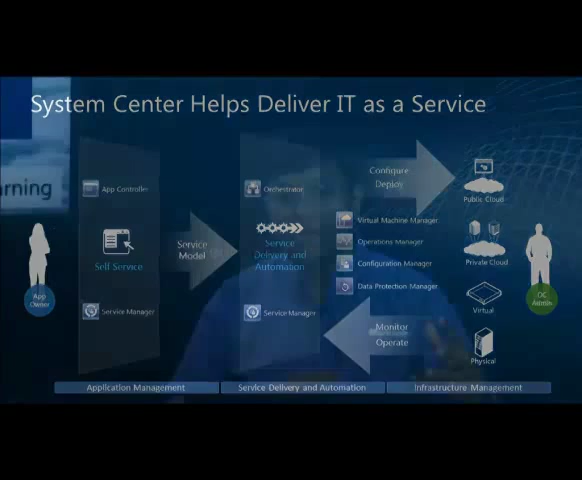 System Center Helps Deliver IT as a Service
arning
App Controller
Self Service
Service Manager
App
Owner
Service
Model
Orchestrator
Service
Delivery and
Automation
Service Manager
Configure
Deploy
Virtual Machine Manager
Operations Manager
Configuration Manager
Data Protection Manager
Monitor
Operate
Public Cloud
Private Cloud
Virtual
Physical
DC
Admin
Application Management
Service Delivery and Automation
Infrastructure Management